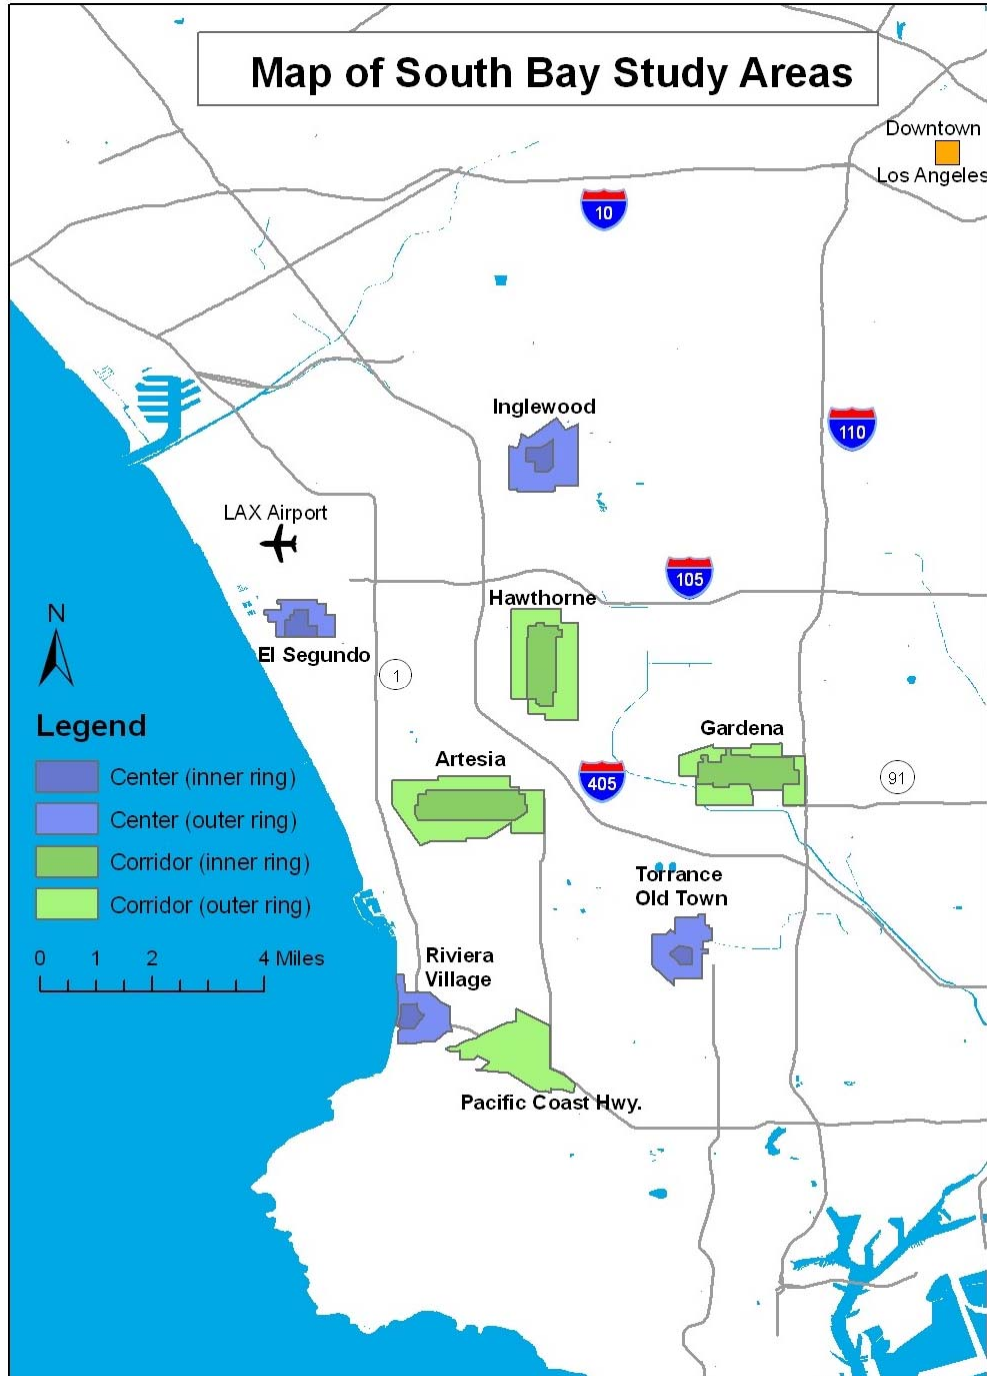 Map of South Bay Study Areas
Downtown
Los Angeles
10
Inglewood
110
LAX Airport
105
Hawthorne
N
El Segundo
1
Legend
Gardena
Artesia
405
91
Center (inner ring)
Center (outer ring)
Corridor (inner ring)
Corridor (outer ring)
Torrance
Old Town
0 1 2 4 Miles
Riviera
Village
Pacific Coast Hwy.